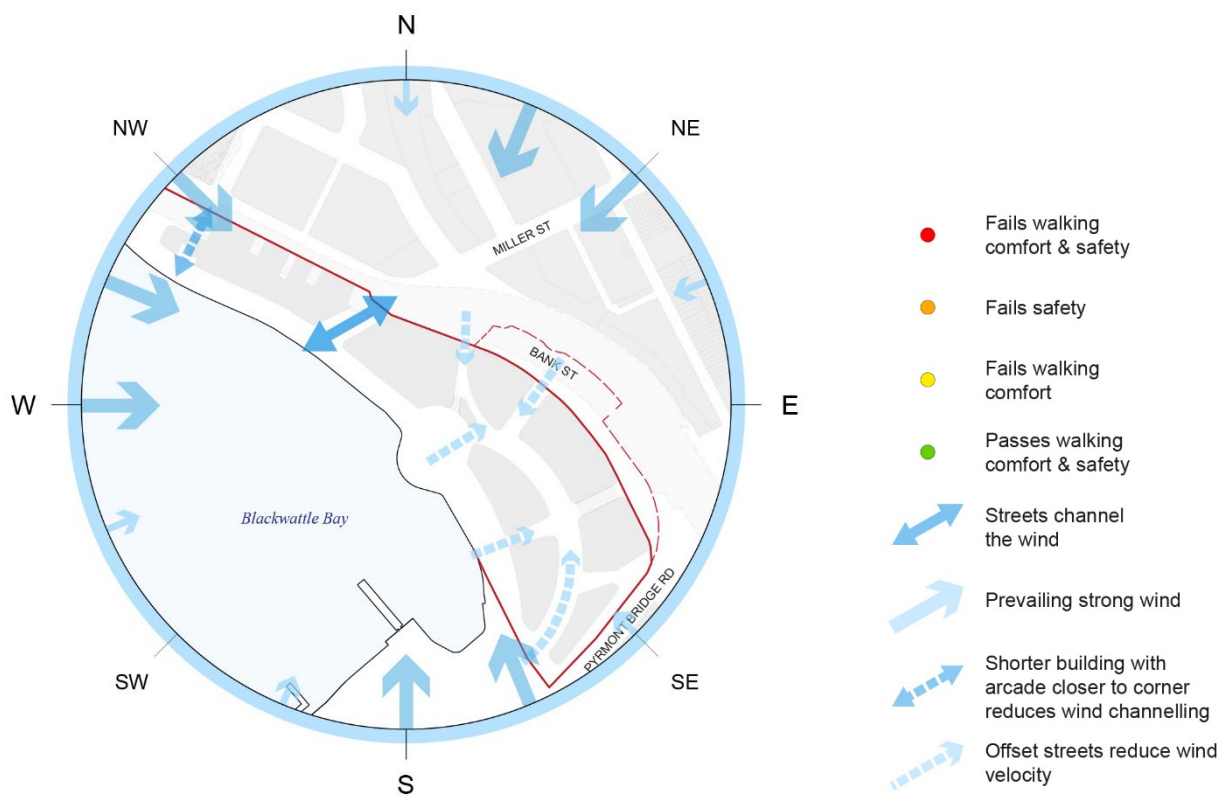 N
NW
NE
MILLER ST
BANK ST
W
E
Blackwattle Bay
PYRMONT BRIDGE RD
SW
SE
S
Fails walking
comfort & safety
Fails safety
Fails walking
comfort
Passes walking
comfort & safety
Streets channel
the wind
Prevailing strong wind
Shorter building with
arcade closer to corner
reduces wind channelling
Offset streets reduce wind
velocity